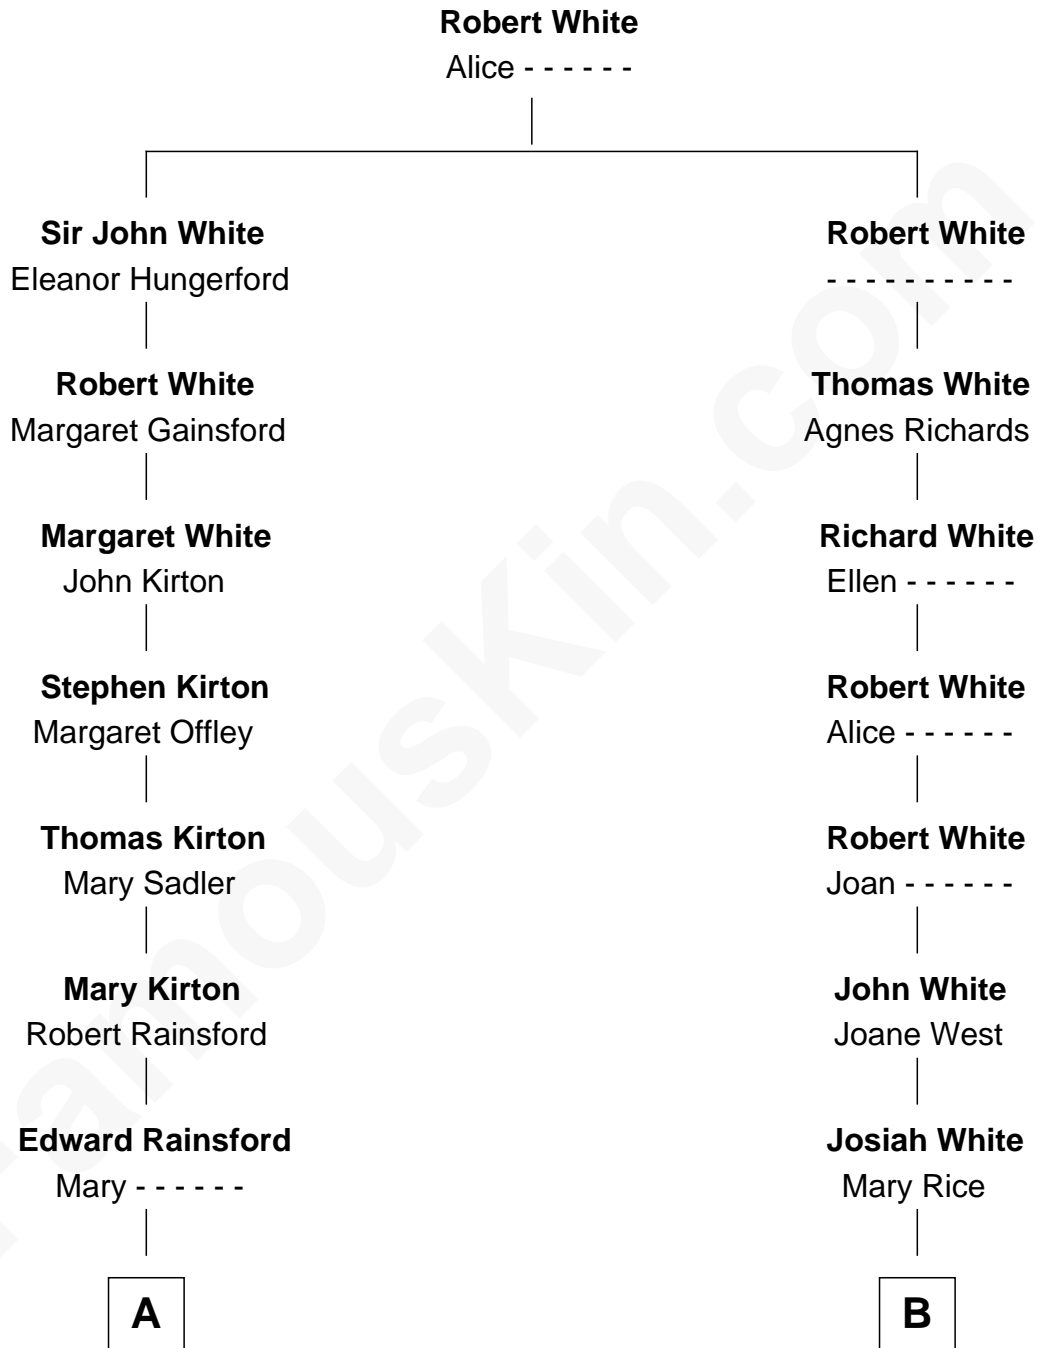 Robert White
Alice - - - - - -
Sir John White
Eleanor Hungerford
Robert White
- - - - - - - - - -
Robert White
Margaret Gainsford
Thomas White
Agnes Richards
Margaret White
John Kirton
Richard White
Ellen - - - - - -
Stephen Kirton
Margaret Offley
Robert White
Alice - - - - - -
Thomas Kirton
Mary Sadler
Robert White
Joan - - - - - -
Mary Kirton
Robert Rainsford
John White
Joane West
Edward Rainsford
Mary - - - - - -
Josiah White
Mary Rice
A
B
FamousKin.com